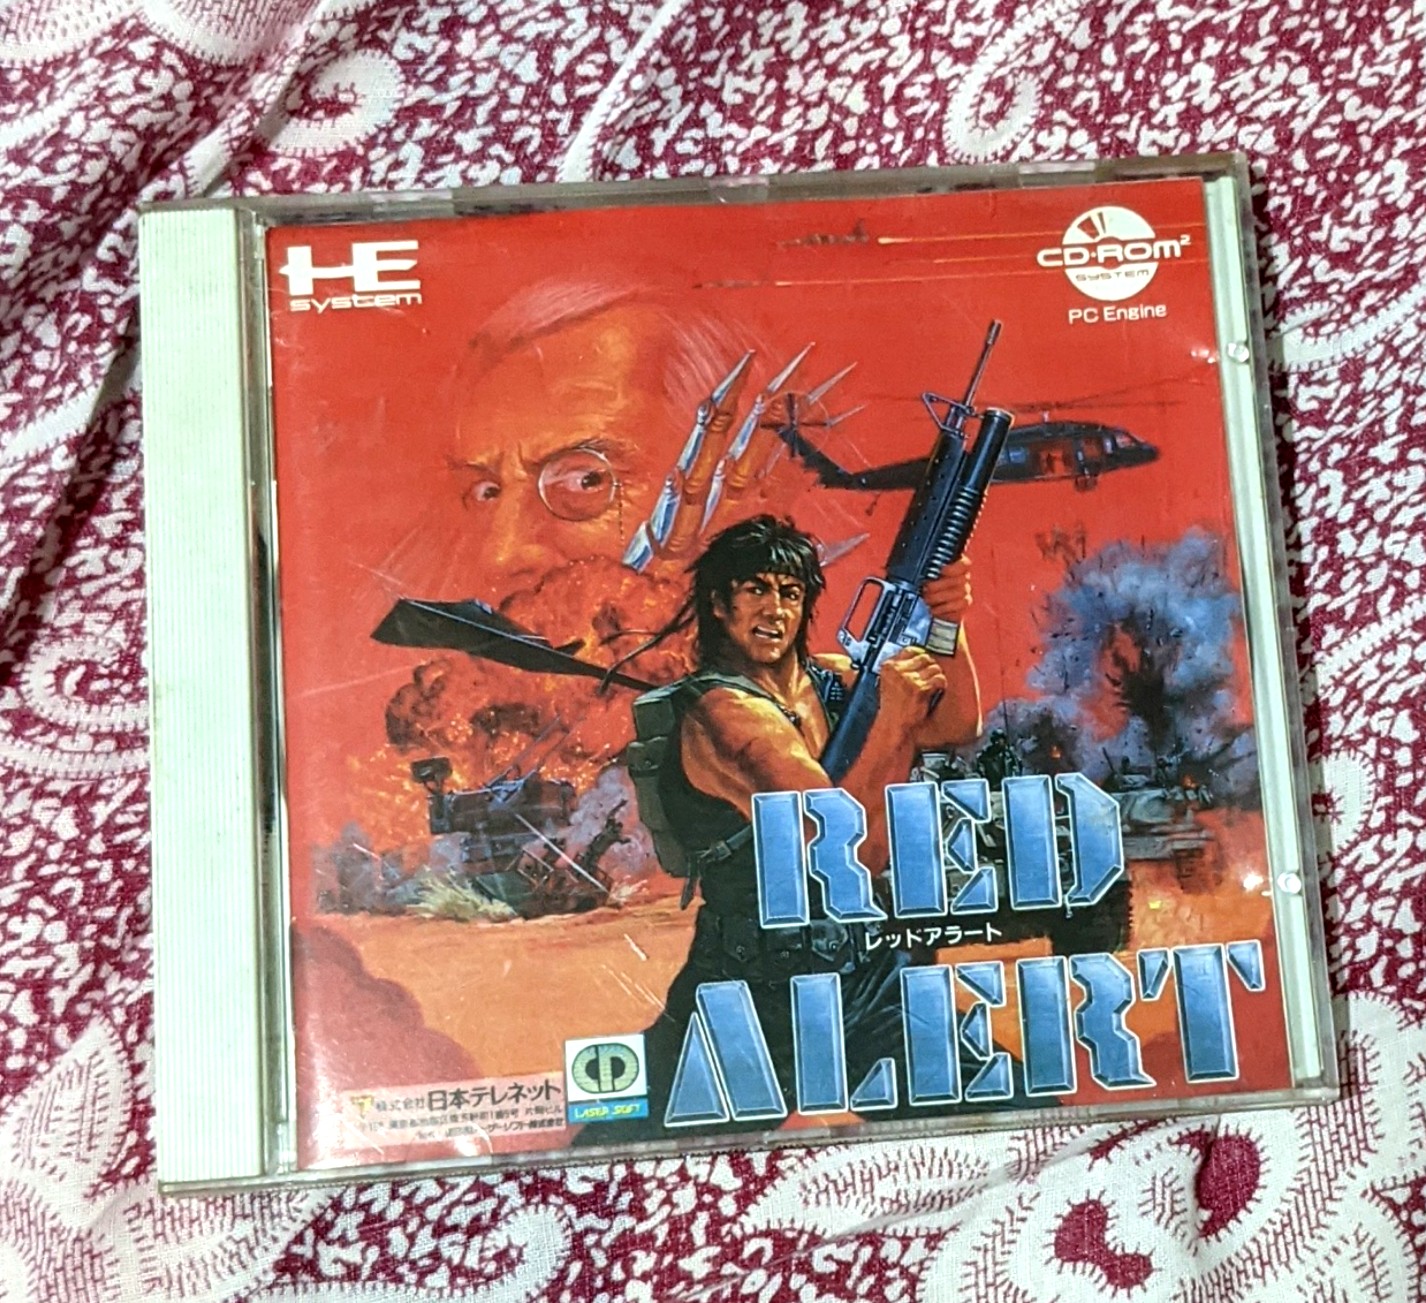 HE
system
CD-ROM²
SYSTEM
PC Engine
RED
レッドアラート
ALERT
株式会社 日本テレネット
CD
LASER SOFT